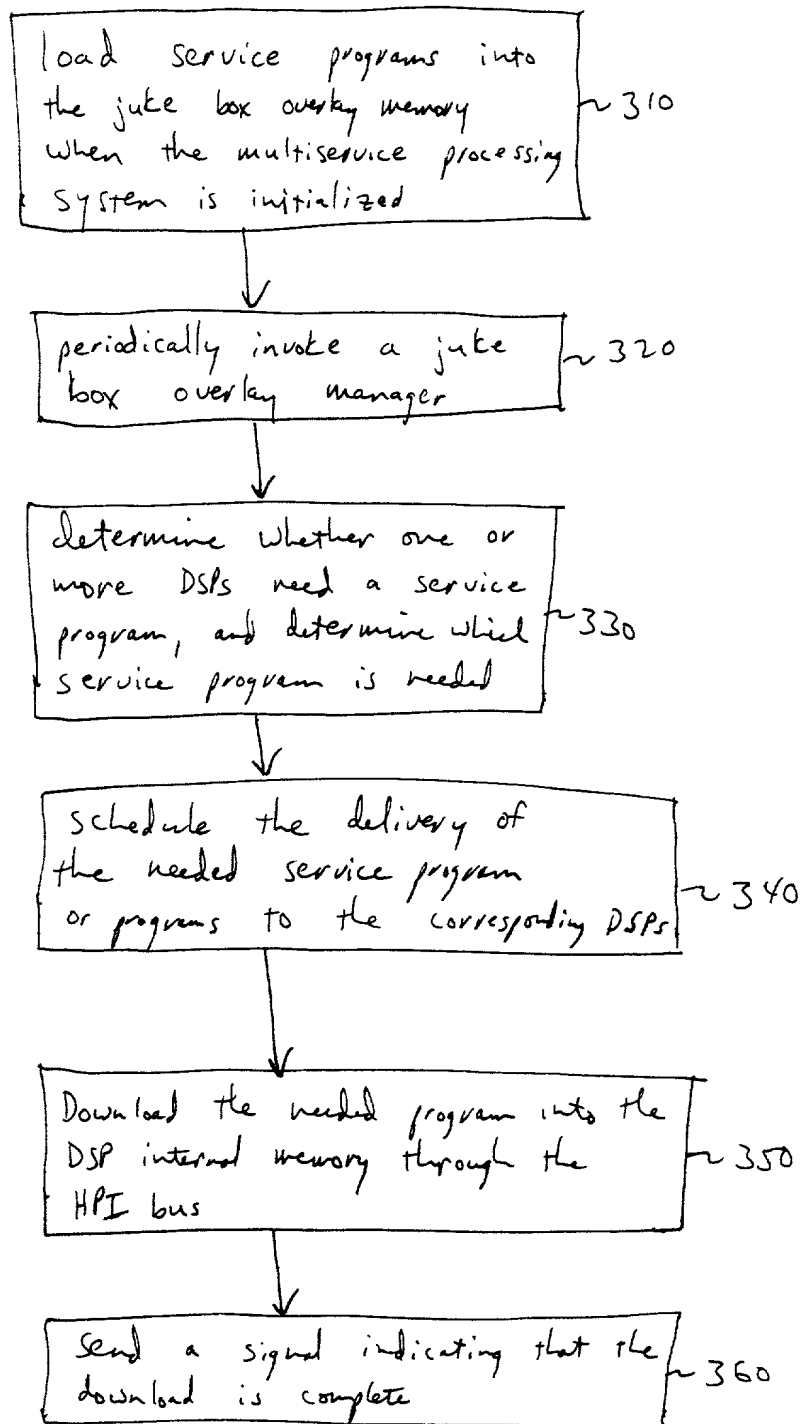 load service programs into
the juke box overlay memory
when the multiservice processing
system is initialized
~ 310
periodically invoke a juke
box overlay manager
~ 320
determine whether one or
more DSPs need a service
program, and determine which
service program is needed
~ 330
schedule the delivery of
the needed service program
or programs to the corresponding DSPs
~ 340
Download the needed program into the
DSP internal memory through the
HPI bus
~ 350
send a signal indicating that the
download is complete
~ 360